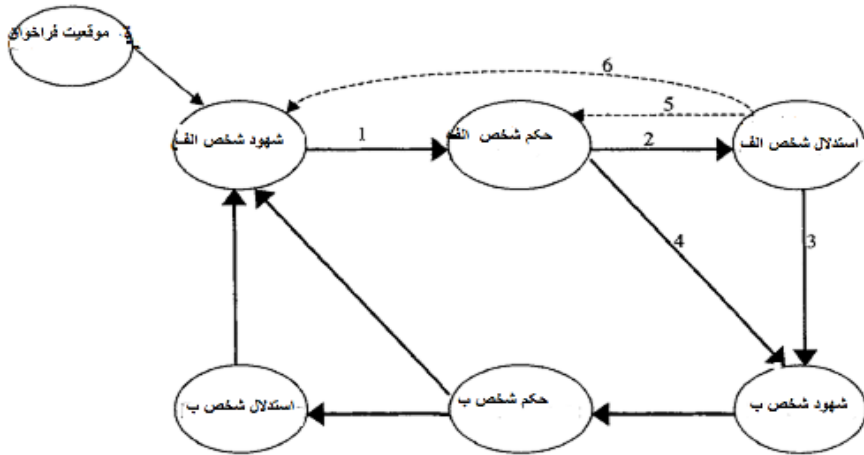 موقعیت فراخوان
6
5
شهود شخص الف
1
حکم شخص الف
2
استدلال شخص الف
4
3
استدلال شخص ب
حکم شخص ب
شهود شخص ب